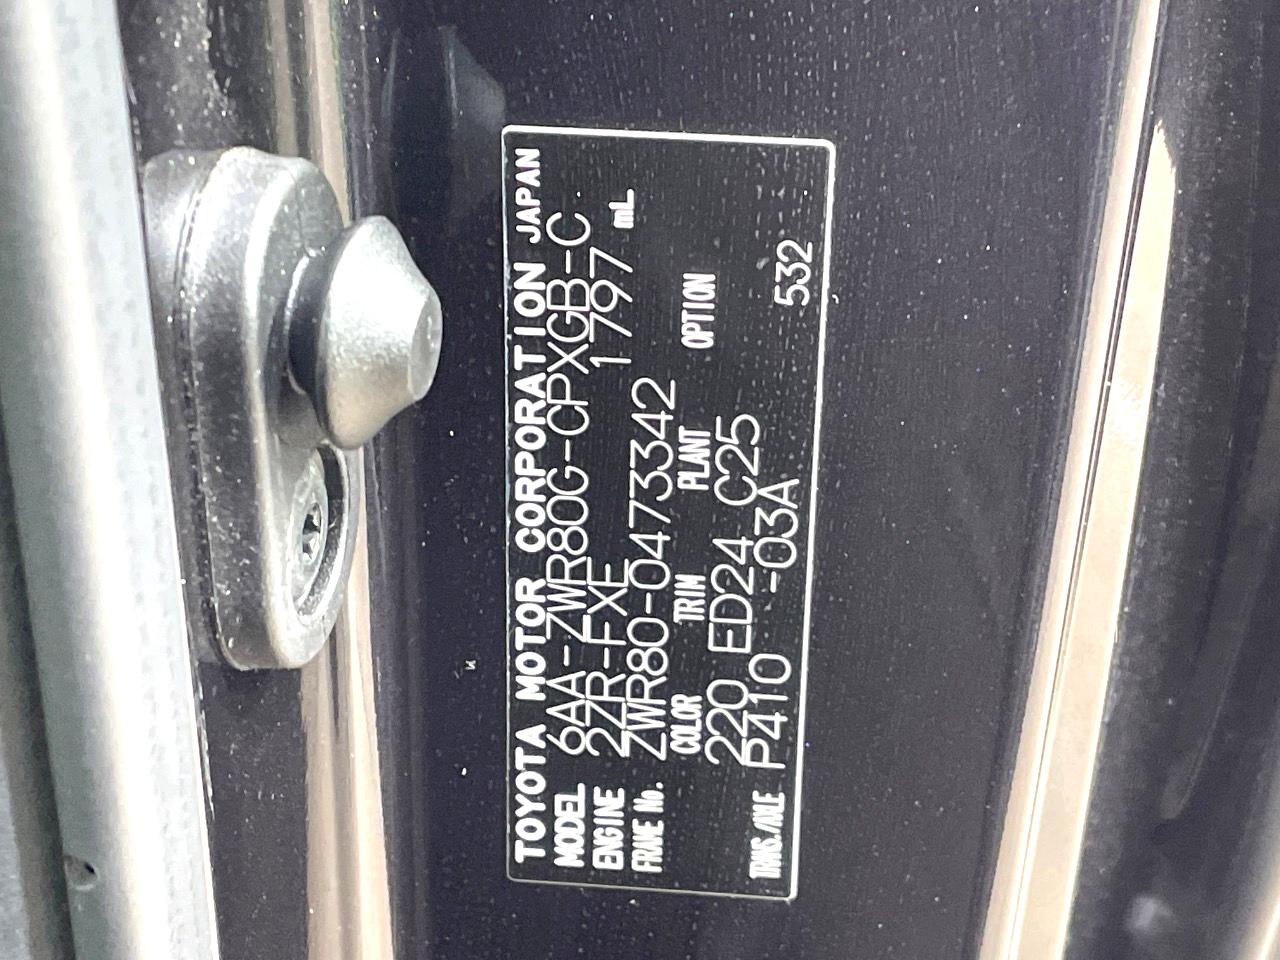 TOYOTA MOTOR CORPORATION JAPAN
MODEL 6AA-ZWR80G-CPXGB-C
ENGINE 2ZR-FXE 1797 mL
FRAME No. ZWR80-0473342
COLOR TRIM PLANT OPTION
220 ED24 C25
TRANS./AXLE P410 -03A 532